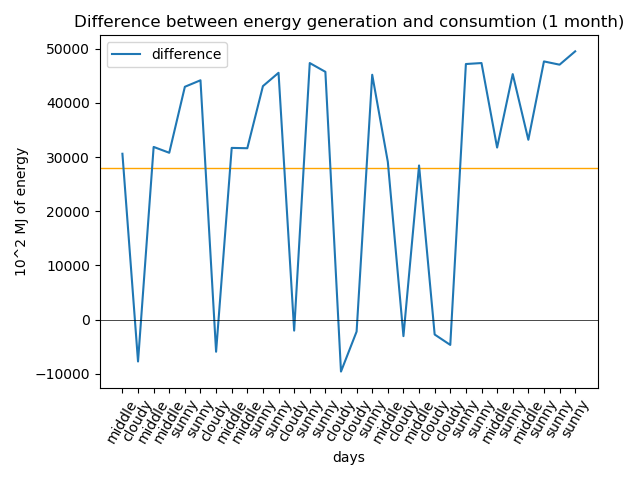 Difference between energy generation and consumtion (1 month)
difference
50000
40000
30000
20000
10000
0
−10000
10^2 MJ of energy
middle
cloudy
middle
middle
sunny
sunny
cloudy
middle
middle
sunny
sunny
cloudy
sunny
sunny
cloudy
cloudy
sunny
middle
cloudy
middle
cloudy
cloudy
sunny
sunny
middle
sunny
middle
sunny
sunny
sunny
days